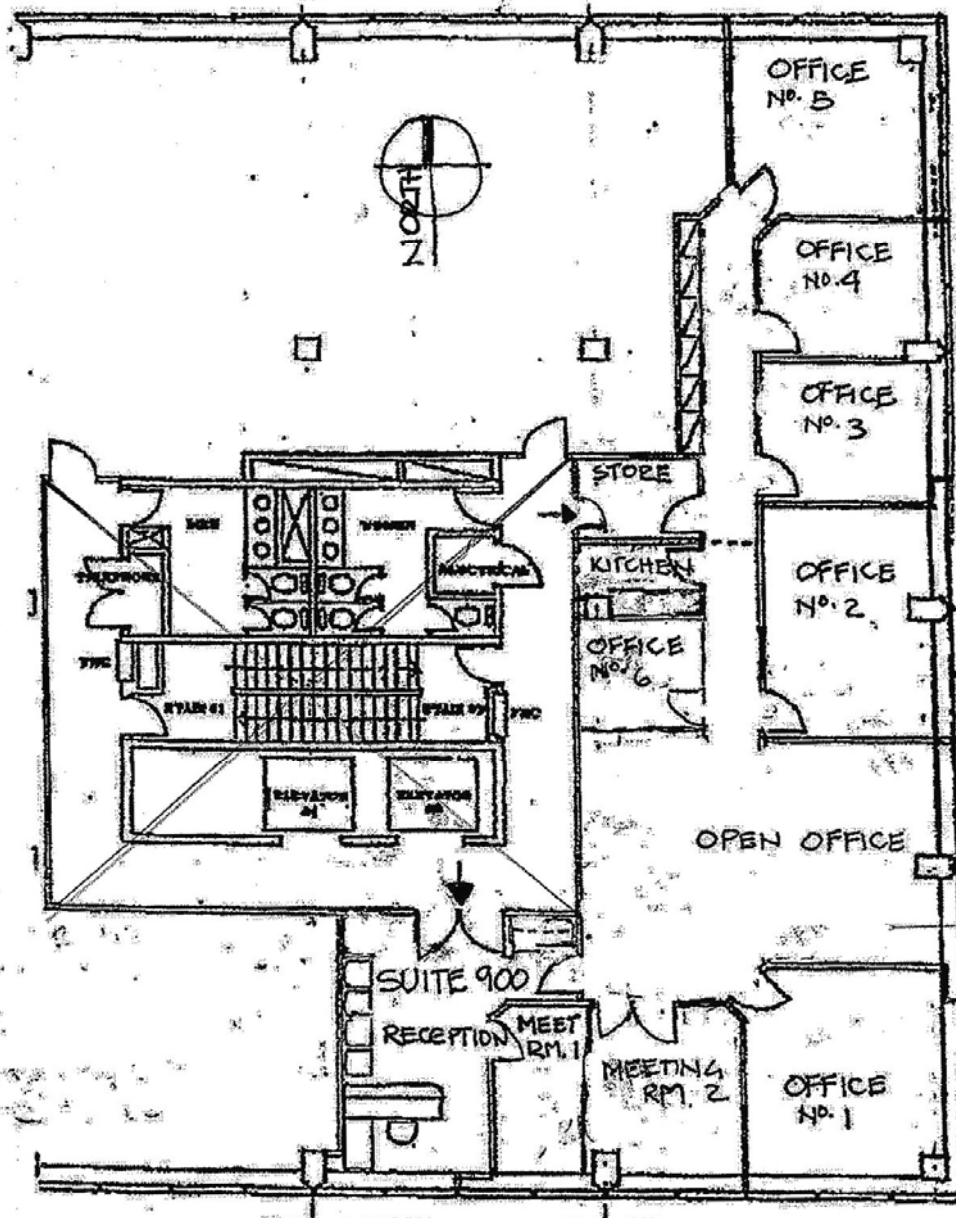 OFFICE
Nº. 5
NORTH
OFFICE
Nº. 4
OFFICE
Nº. 3
STORE
MEN
WOMEN
ELECTRICAL
TELEPHONE
KITCHEN
OFFICE
Nº. 2
OFFICE
Nº. 6
OPEN OFFICE
SUITE 900
RECEPTION
MEET
RM. 1
MEETING
RM. 2
OFFICE
Nº. 1